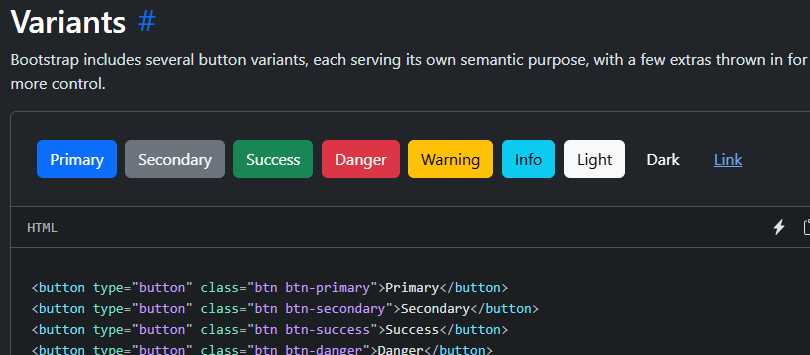 Variants #
Bootstrap includes several button variants, each serving its own semantic purpose, with a few extras thrown in for
more control.
Primary Secondary Success Danger Warning Info Light Dark Link
HTML
<button type="button" class="btn btn-primary">Primary</button>
<button type="button" class="btn btn-secondary">Secondary</button>
<button type="button" class="btn btn-success">Success</button>
<button type="button" class="btn btn-danger">Danger</button>